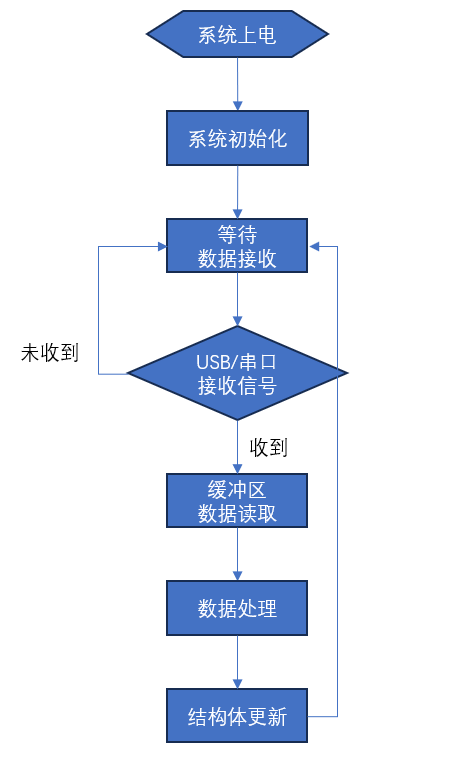 系统上电
系统初始化
等待
数据接收
未收到
USB/串口
接收信号
收到
缓冲区
数据读取
数据处理
结构体更新